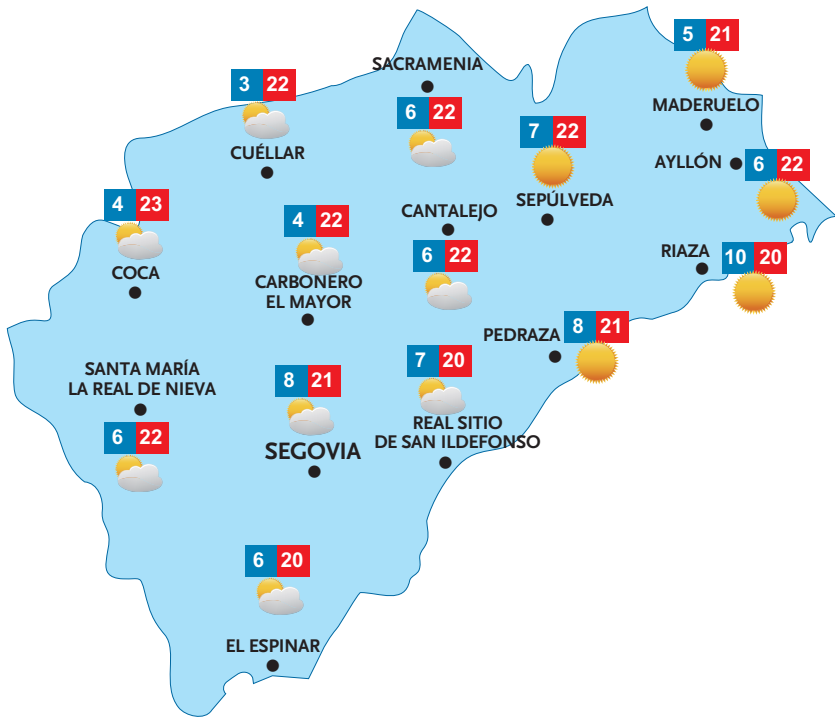 5 21
MADERUELO
SACRAMENIA
6 22
3 22
CUÉLLAR
7 22
SEPÚLVEDA
AYLLÓN
6 22
4 23
COCA
4 22
CARBONERO
EL MAYOR
CANTALEJO
6 22
RIAZA
10 20
PEDRAZA
8 21
SANTA MARÍA
LA REAL DE NIEVA
6 22
8 21
SEGOVIA
7 20
REAL SITIO
DE SAN ILDEFONSO
6 20
EL ESPINAR